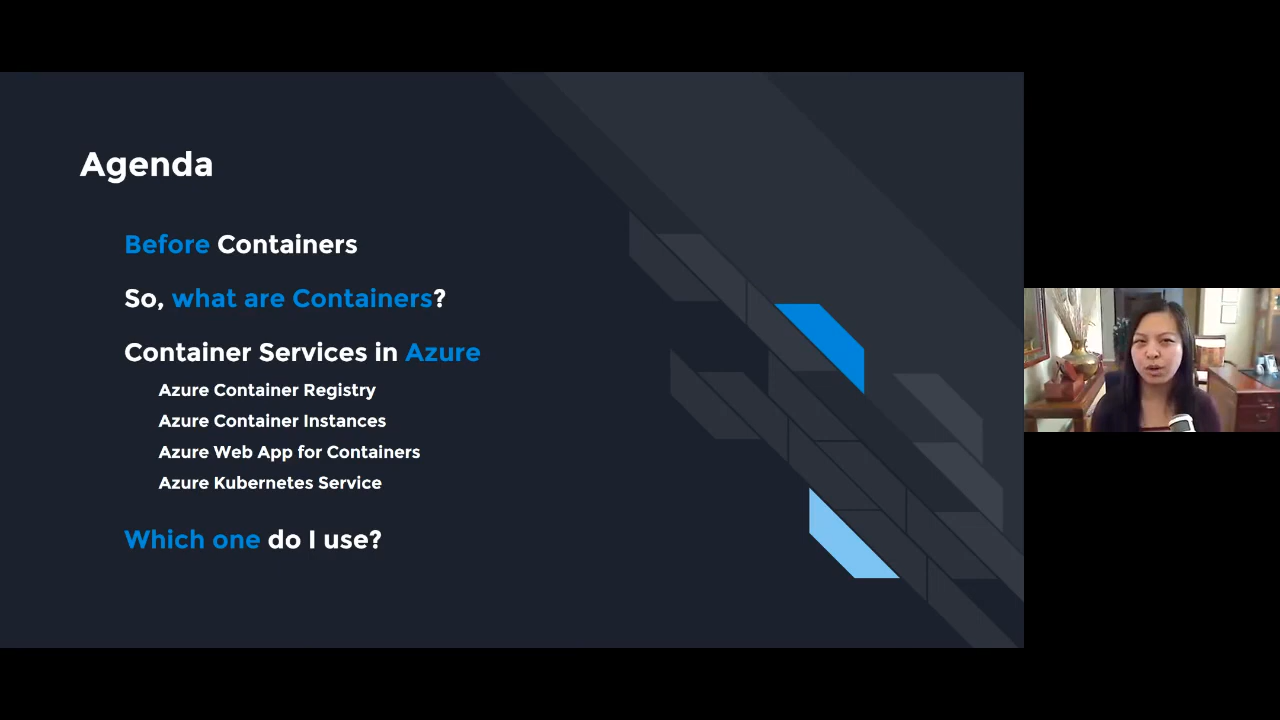 Agenda
Before Containers
So, what are Containers?
Container Services in Azure
Azure Container Registry
Azure Container Instances
Azure Web App for Containers
Azure Kubernetes Service
Which one do I use?